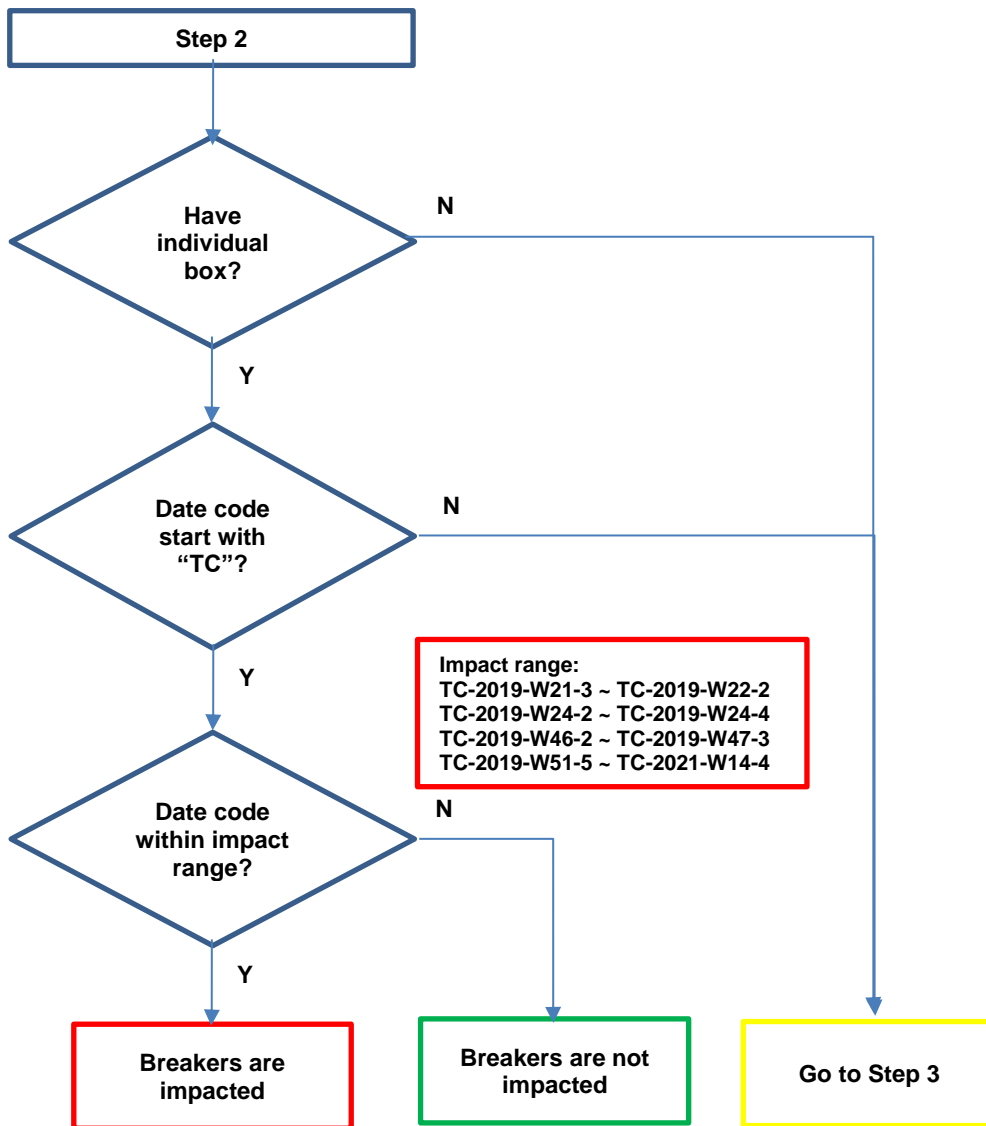 Step 2
Have
individual
box?
N
Y
Date code
start with
“TC”?
N
Y
Impact range:
TC-2019-W21-3 ~ TC-2019-W22-2
TC-2019-W24-2 ~ TC-2019-W24-4
TC-2019-W46-2 ~ TC-2019-W47-3
TC-2019-W51-5 ~ TC-2021-W14-4
Date code
within impact
range?
N
Y
Breakers are
impacted
Breakers are not
impacted
Go to Step 3